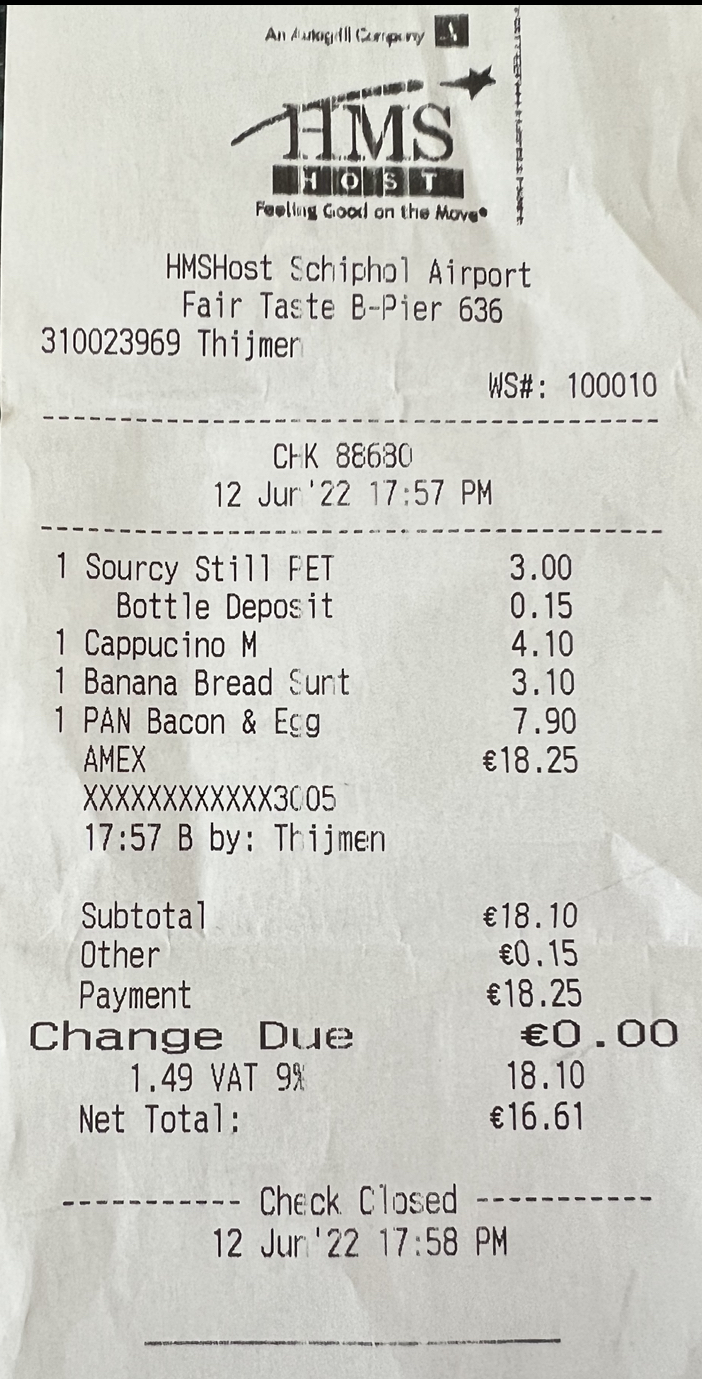 An Autogrill Company
HMS
HOST
Feeling Good on the Move®
HMSHost Schiphol Airport
Fair Taste B-Pier 636
310023969 Thijmen
WS#: 100010
CHK 88680
12 Jun'22 17:57 PM
1 Sourcy Still PET 3.00
Bottle Deposit 0.15
1 Cappucino M 4.10
1 Banana Bread Sunt 3.10
1 PAN Bacon & Egg 7.90
AMEX €18.25
XXXXXXXXXXXX3005
17:57 B by: Thijmen
Subtotal €18.10
Other €0.15
Payment €18.25
Change Due €0.00
1.49 VAT 9% 18.10
Net Total: €16.61
----------- Check Closed -----------
12 Jun'22 17:58 PM